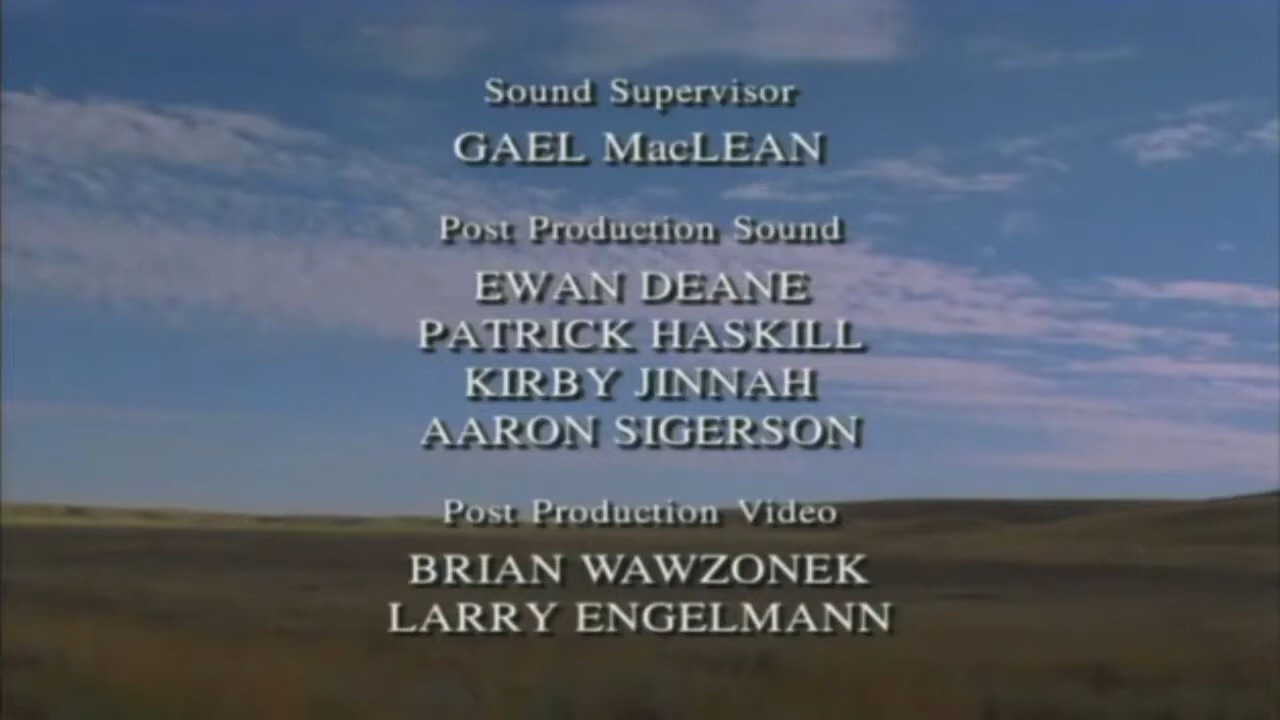 Sound Supervisor
GAEL MacLEAN
Post Production Sound
EWAN DEANE
PATRICK HASKILL
KIRBY JINNAH
AARON SIGERSON
Post Production Video
BRIAN WAWZONEK
LARRY ENGELMANN